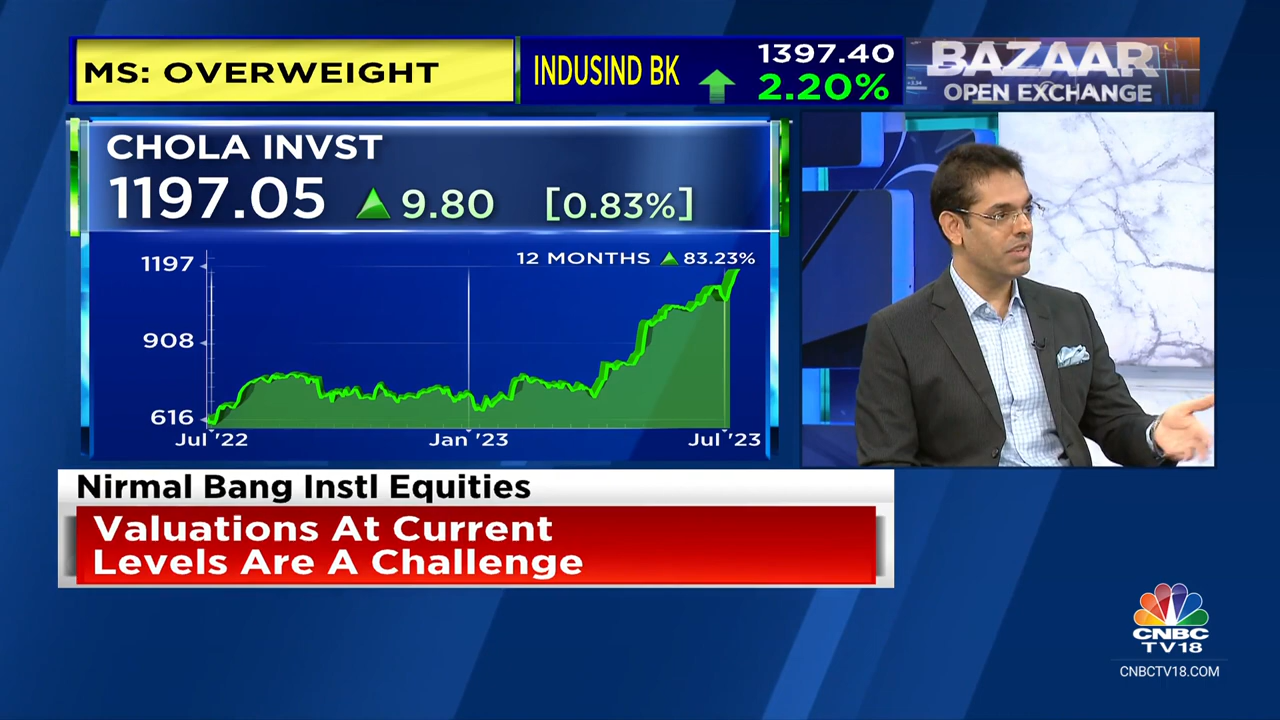 MS: OVERWEIGHT
INDUSIND BK
1397.40
2.20%
BAZAAR
OPEN EXCHANGE
CHOLA INVST
1197.05 9.80 [0.83%]
12 MONTHS 83.23%
1197
908
616
Jul '22 Jan '23 Jul '23
Nirmal Bang Instl Equities
Valuations At Current
Levels Are A Challenge
CNBC
TV18
CNBCTV18.COM